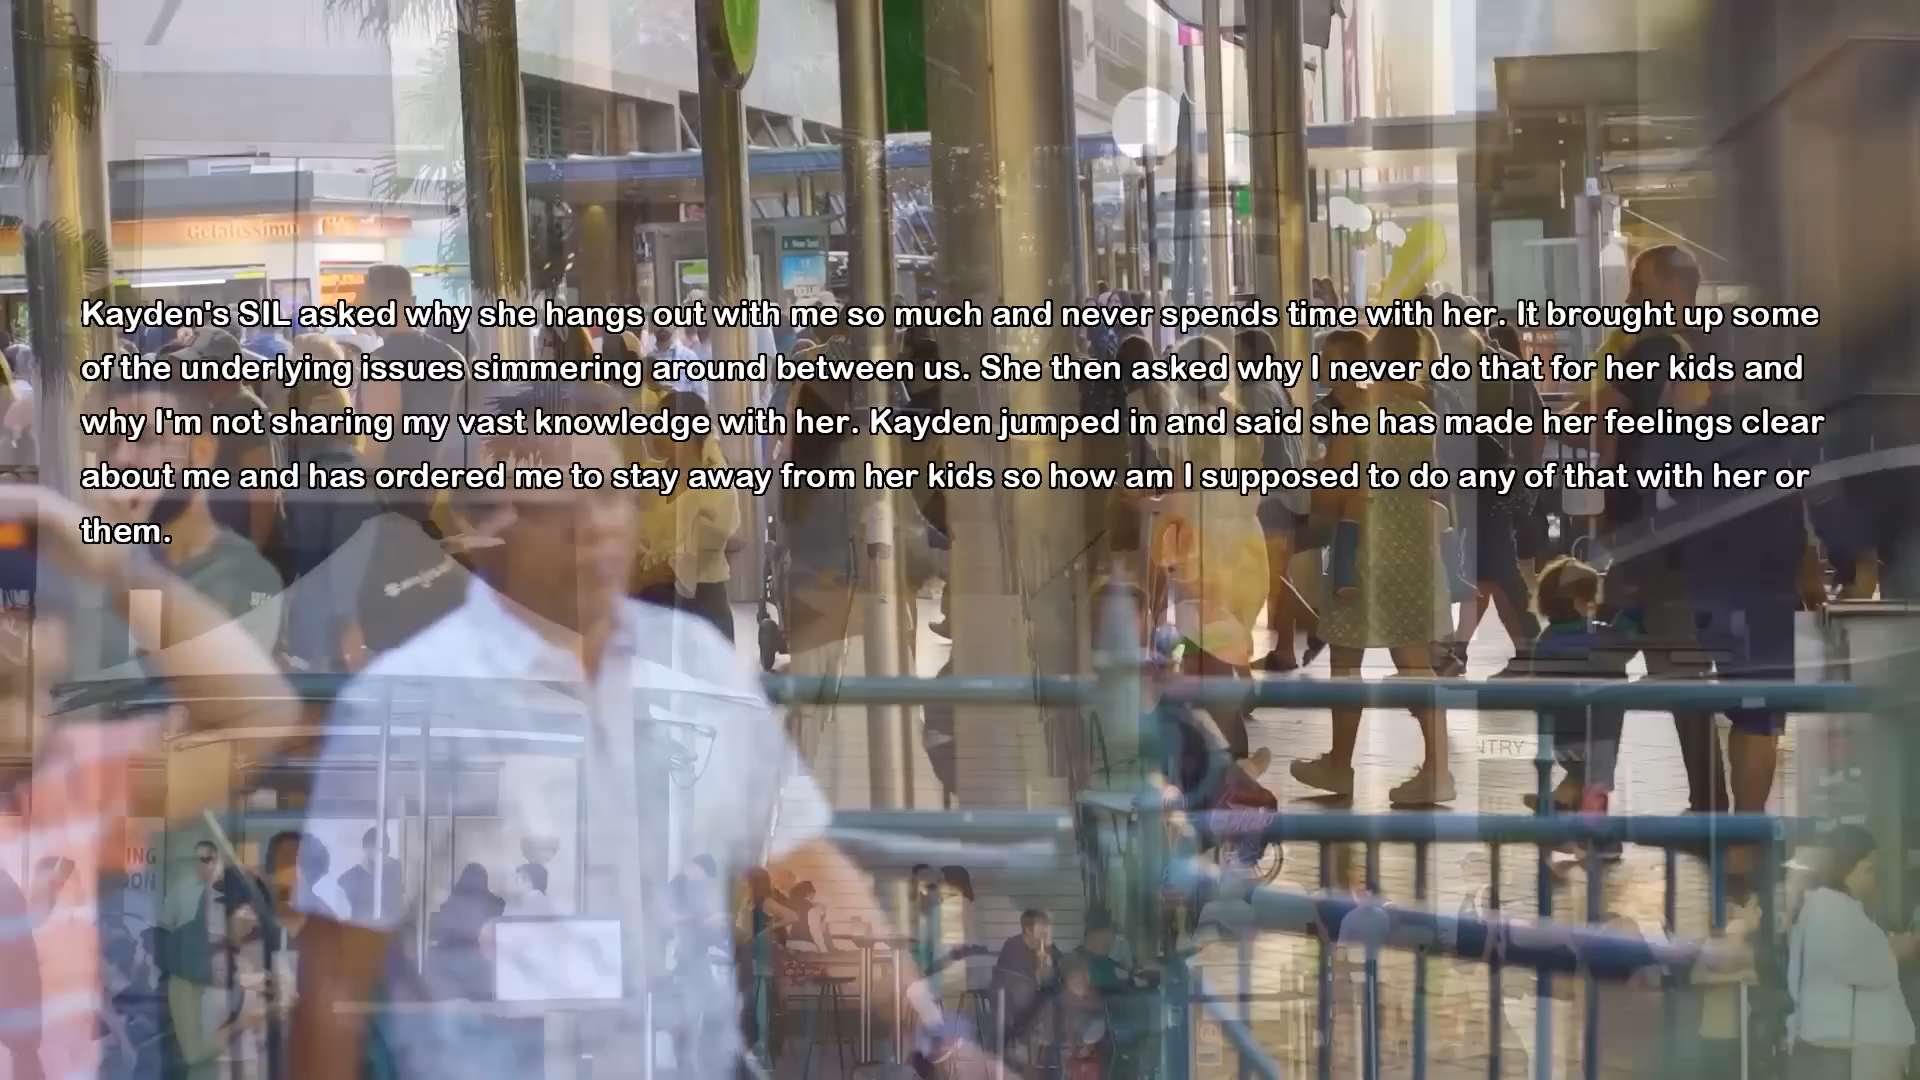 Gelatissimo
Kayden's SIL asked why she hangs out with me so much and never spends time with her. It brought up some
of the underlying issues simmering around between us. She then asked why I never do that for her kids and
why I'm not sharing my vast knowledge with her. Kayden jumped in and said she has made her feelings clear
about me and has ordered me to stay away from her kids so how am I supposed to do any of that with her or
them.
NTRY
ING